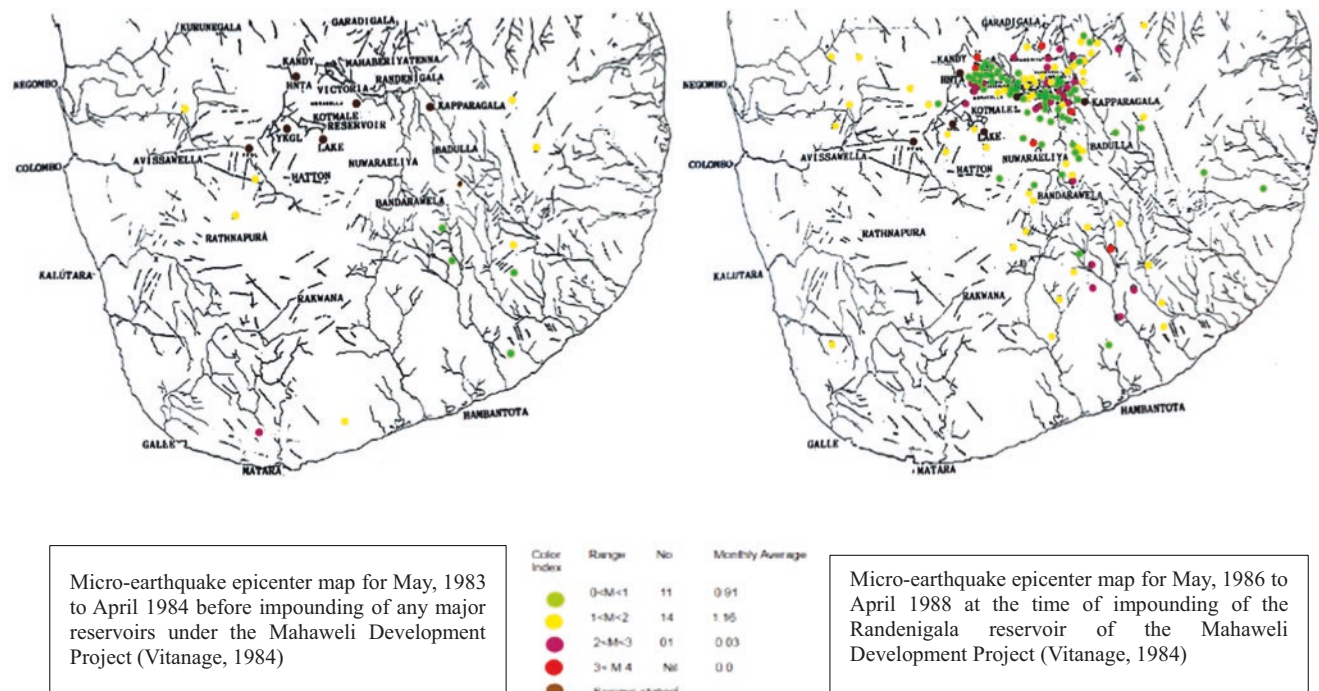 KURUNEGALA
GARADIGALA
KANDY
MAHABERIYATENNA
HNTA
VICTORIA
RANDENIGALA
NEGOMBO
KAPPARAGALA
KOTMALE
RESERVOIR
YKGL
LAKE
AVISSAWELLA
BADULLA
COLOMBO
NUWARAELIYA
HATTON
BANDARAWELA
RATHNAPURA
KALUTARA
RAKWANA
HAMBANTOTA
GALLE
MATARA
GARADIGALA
KANDY
HNTA
NEGOMBO
KAPPARAGALA
KOTMALE
LAKE
BADULLA
AVISSAWELLA
COLOMBO
NUWARAELIYA
HATTON
BANDARAWELA
RATHNAPURA
KALUTARA
RAKWANA
HAMBANTOTA
GALLE
MATARA
Micro-earthquake epicenter map for May, 1983
to April 1984 before impounding of any major
reservoirs under the Mahaweli Development
Project (Vitanage, 1984)
Color Range No Monthly Average
Index
0<M<1 11 0.91
1<M<2 14 1.16
2<M<3 01 0.03
3< M 4 Nil 0.0
Micro-earthquake epicenter map for May, 1986 to
April 1988 at the time of impounding of the
Randenigala reservoir of the Mahaweli
Development Project (Vitanage, 1984)